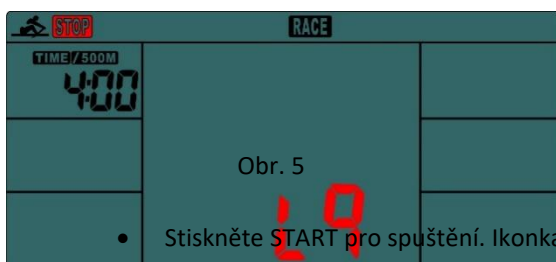 STOP RACE
TIME/500M
4:00
Obr. 5
L9
• Stiskněte START pro spuštění. Ikonka